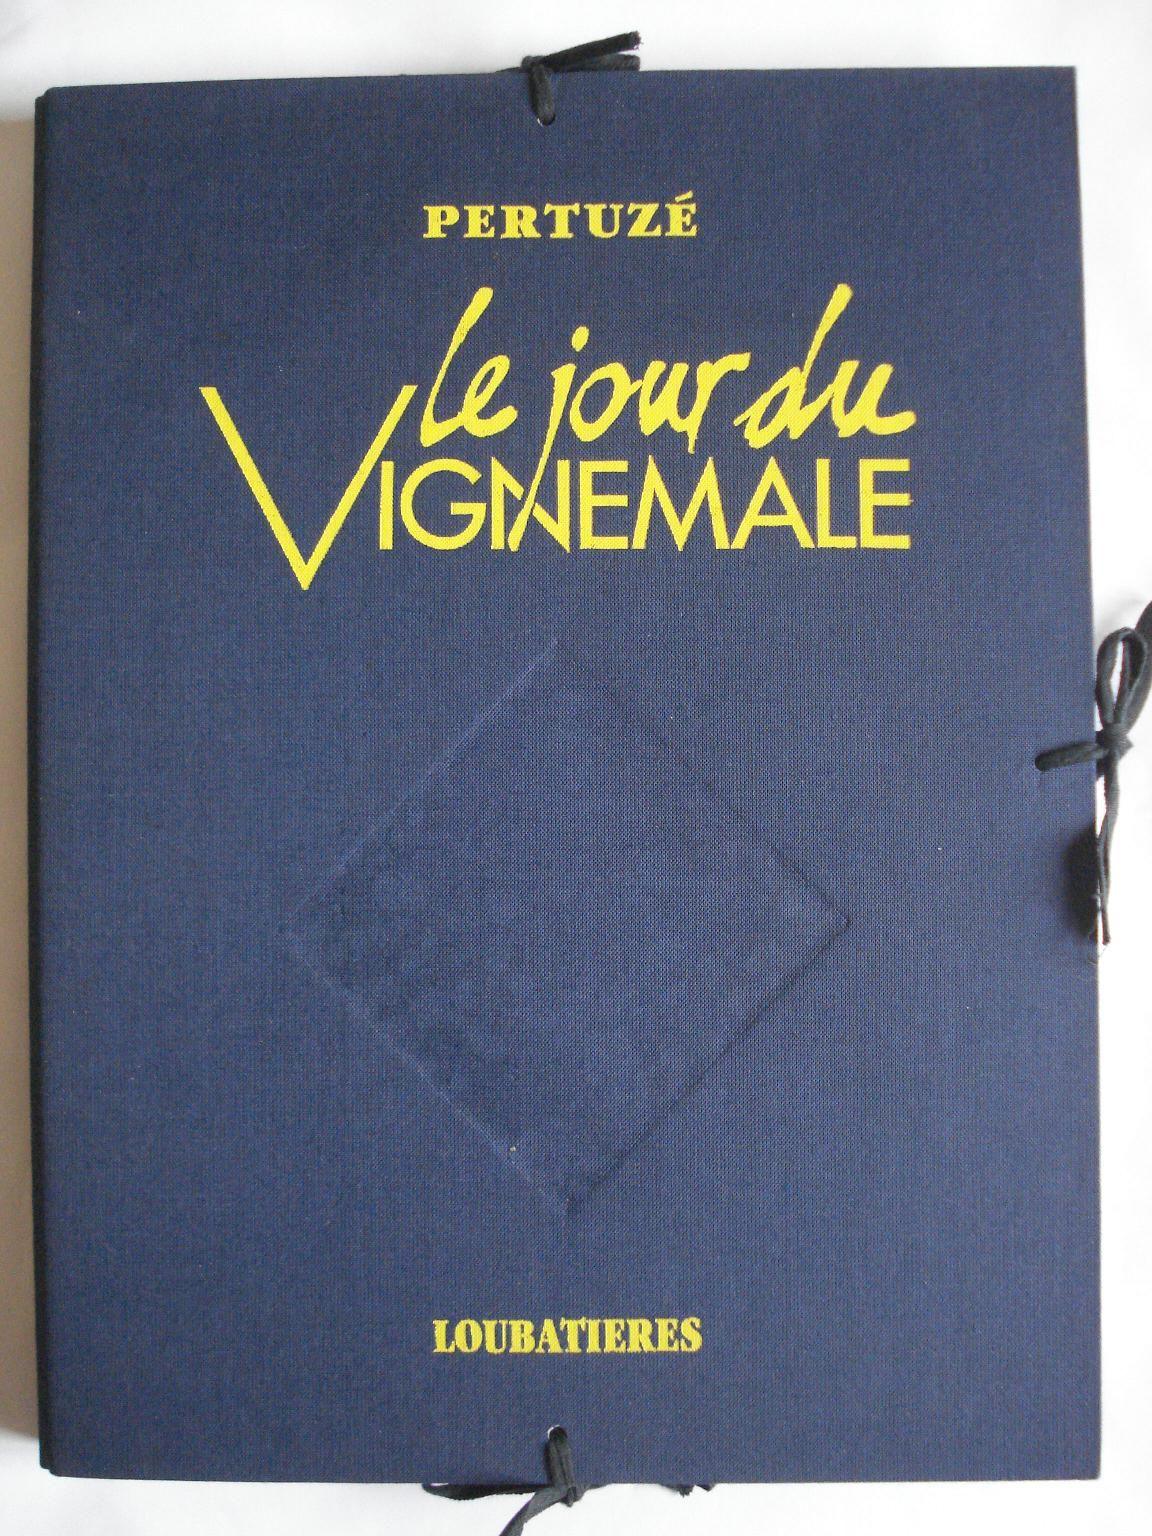 PERTUZÉ
le jour du
VIGNEMALE
LOUBATIERES